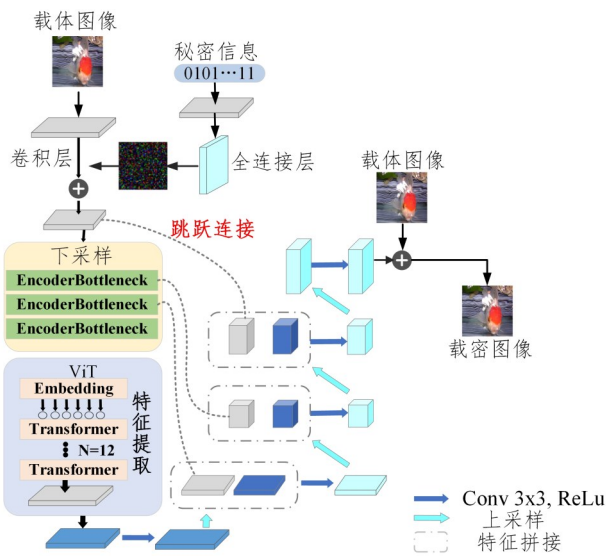 载体图像
秘密信息
0101…11
卷积层
全连接层
载体图像
跳跃连接
下采样
EncoderBottleneck
EncoderBottleneck
EncoderBottleneck
载密图像
ViT
Embedding
Transformer
N=12
Transformer
特征提取
Conv 3x3, ReLu
上采样
特征拼接